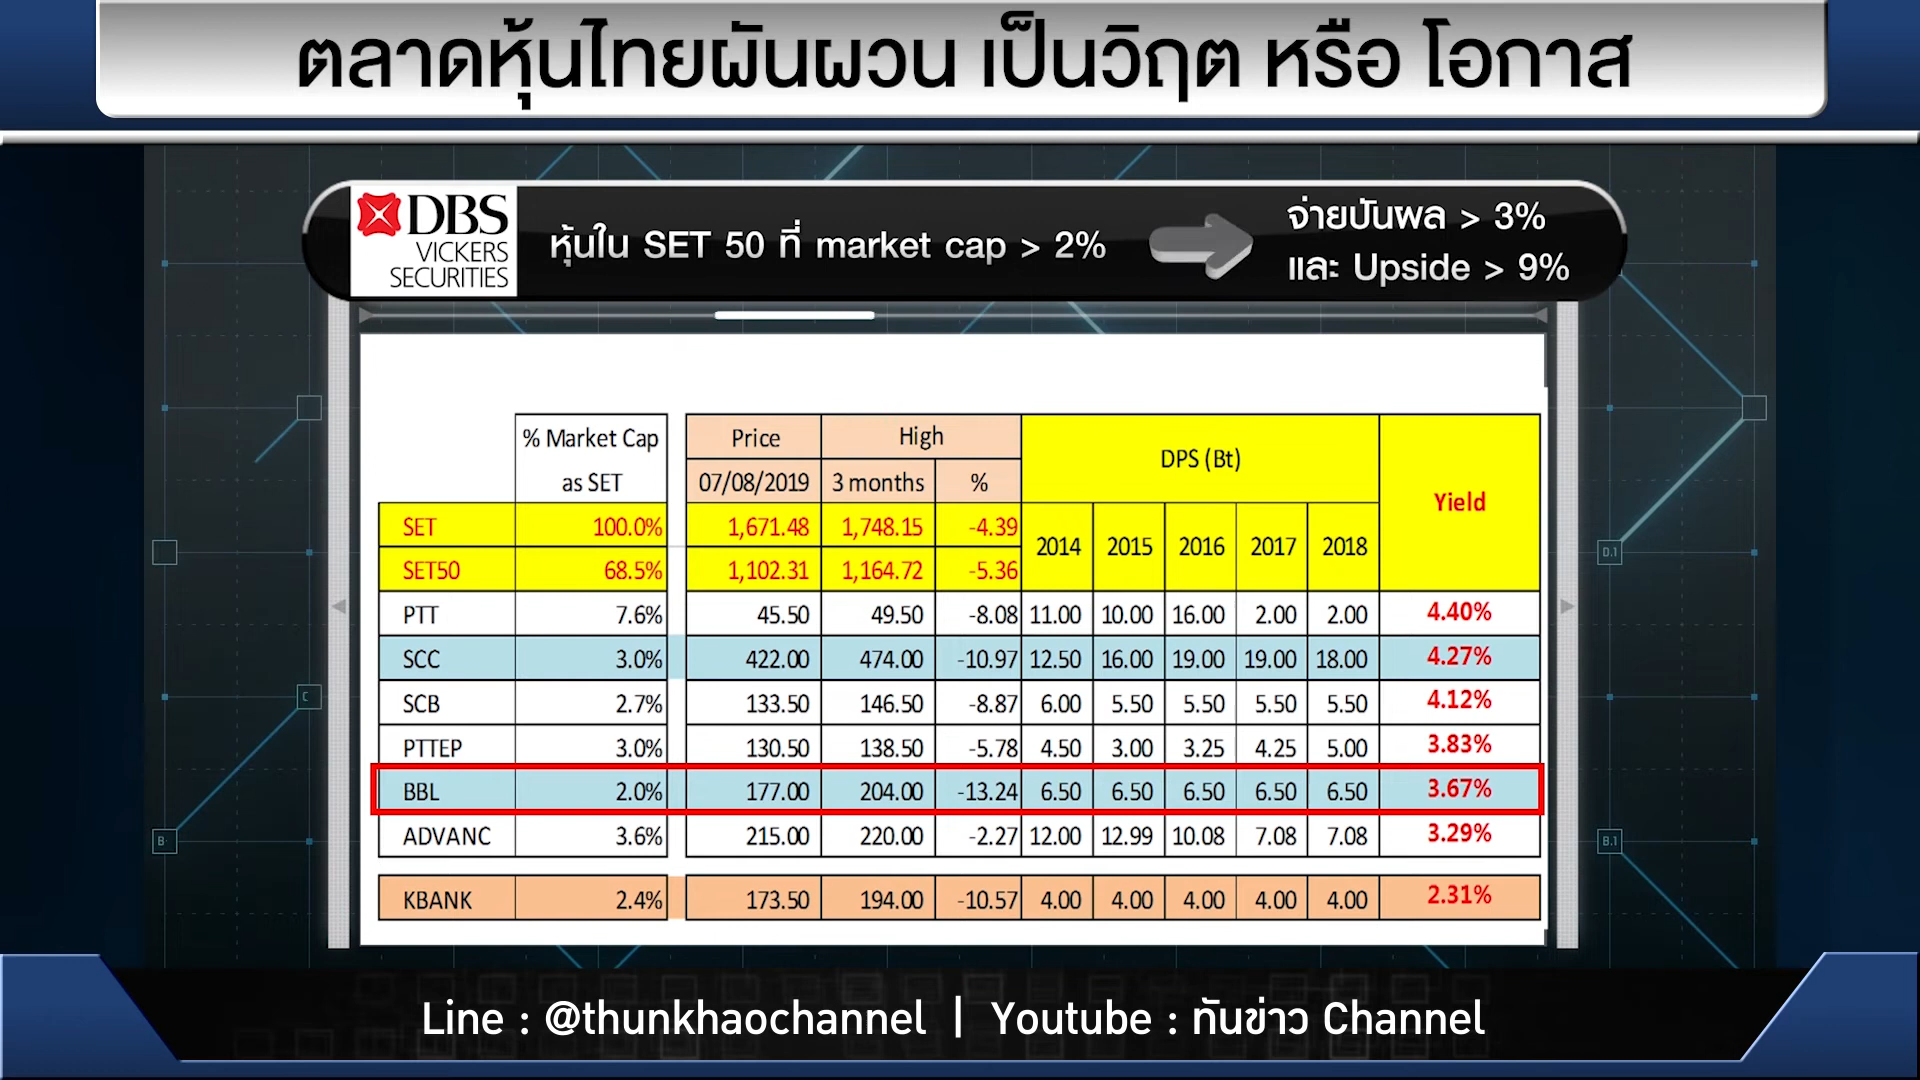 ตลาดหุ้นไทยผันผวน เป็นวิฤต หรือ โอกาส
DBS
VICKERS
SECURITIES
หุ้นใน SET 50 ที่ market cap > 2%
จ่ายปันผล > 3%
และ Upside > 9%
% Market Cap as SET Price High DPS (Bt) Yield
07/08/2019 3 months %
2014 2015 2016 2017 2018
SET 100.0% 1,671.48 1,748.15 -4.39
SET50 68.5% 1,102.31 1,164.72 -5.36
PTT 7.6% 45.50 49.50 -8.08 11.00 10.00 16.00 2.00 2.00 4.40%
SCC 3.0% 422.00 474.00 -10.97 12.50 16.00 19.00 19.00 18.00 4.27%
SCB 2.7% 133.50 146.50 -8.87 6.00 5.50 5.50 5.50 5.50 4.12%
PTTEP 3.0% 130.50 138.50 -5.78 4.50 3.00 3.25 4.25 5.00 3.83%
BBL 2.0% 177.00 204.00 -13.24 6.50 6.50 6.50 6.50 6.50 3.67%
ADVANC 3.6% 215.00 220.00 -2.27 12.00 12.99 10.08 7.08 7.08 3.29%
KBANK 2.4% 173.50 194.00 -10.57 4.00 4.00 4.00 4.00 4.00 2.31%
C
B
D.1
B.1
Line : @thunkhaochannel | Youtube : ทันข่าว Channel